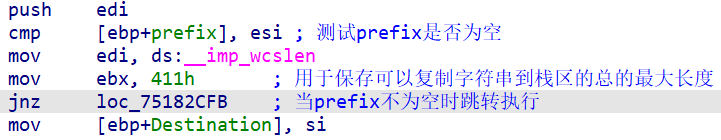 push    edi
cmp     [ebp+prefix], esi ; 测试prefix是否为空
mov     edi, ds:__imp_wcslen
mov     ebx, 411h       ; 用于保存可以复制字符串到栈区的总的最大长度
jnz     loc_75182CFB    ; 当prefix不为空时跳转执行
mov     [ebp+Destination], si